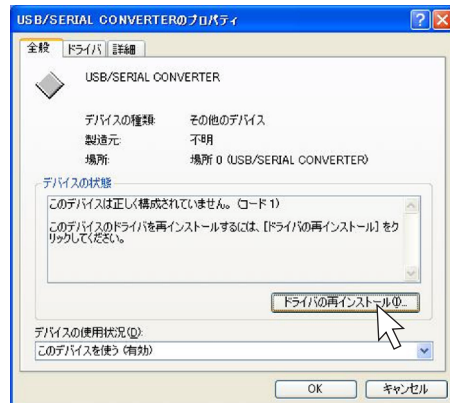 USB/SERIAL CONVERTERのプロパティ
全般 ドライバ 詳細
USB/SERIAL CONVERTER
デバイスの種類: その他のデバイス
製造元: 不明
場所: 場所 0 (USB/SERIAL CONVERTER)
デバイスの状態
このデバイスは正しく構成されていません。 (コード 1)
このデバイスのドライバを再インストールするには、[ドライバの再インストール] をク
リックしてください。
ドライバの再インストール(I)...
デバイスの使用状況(D):
このデバイスを使う (有効)
OK キャンセル